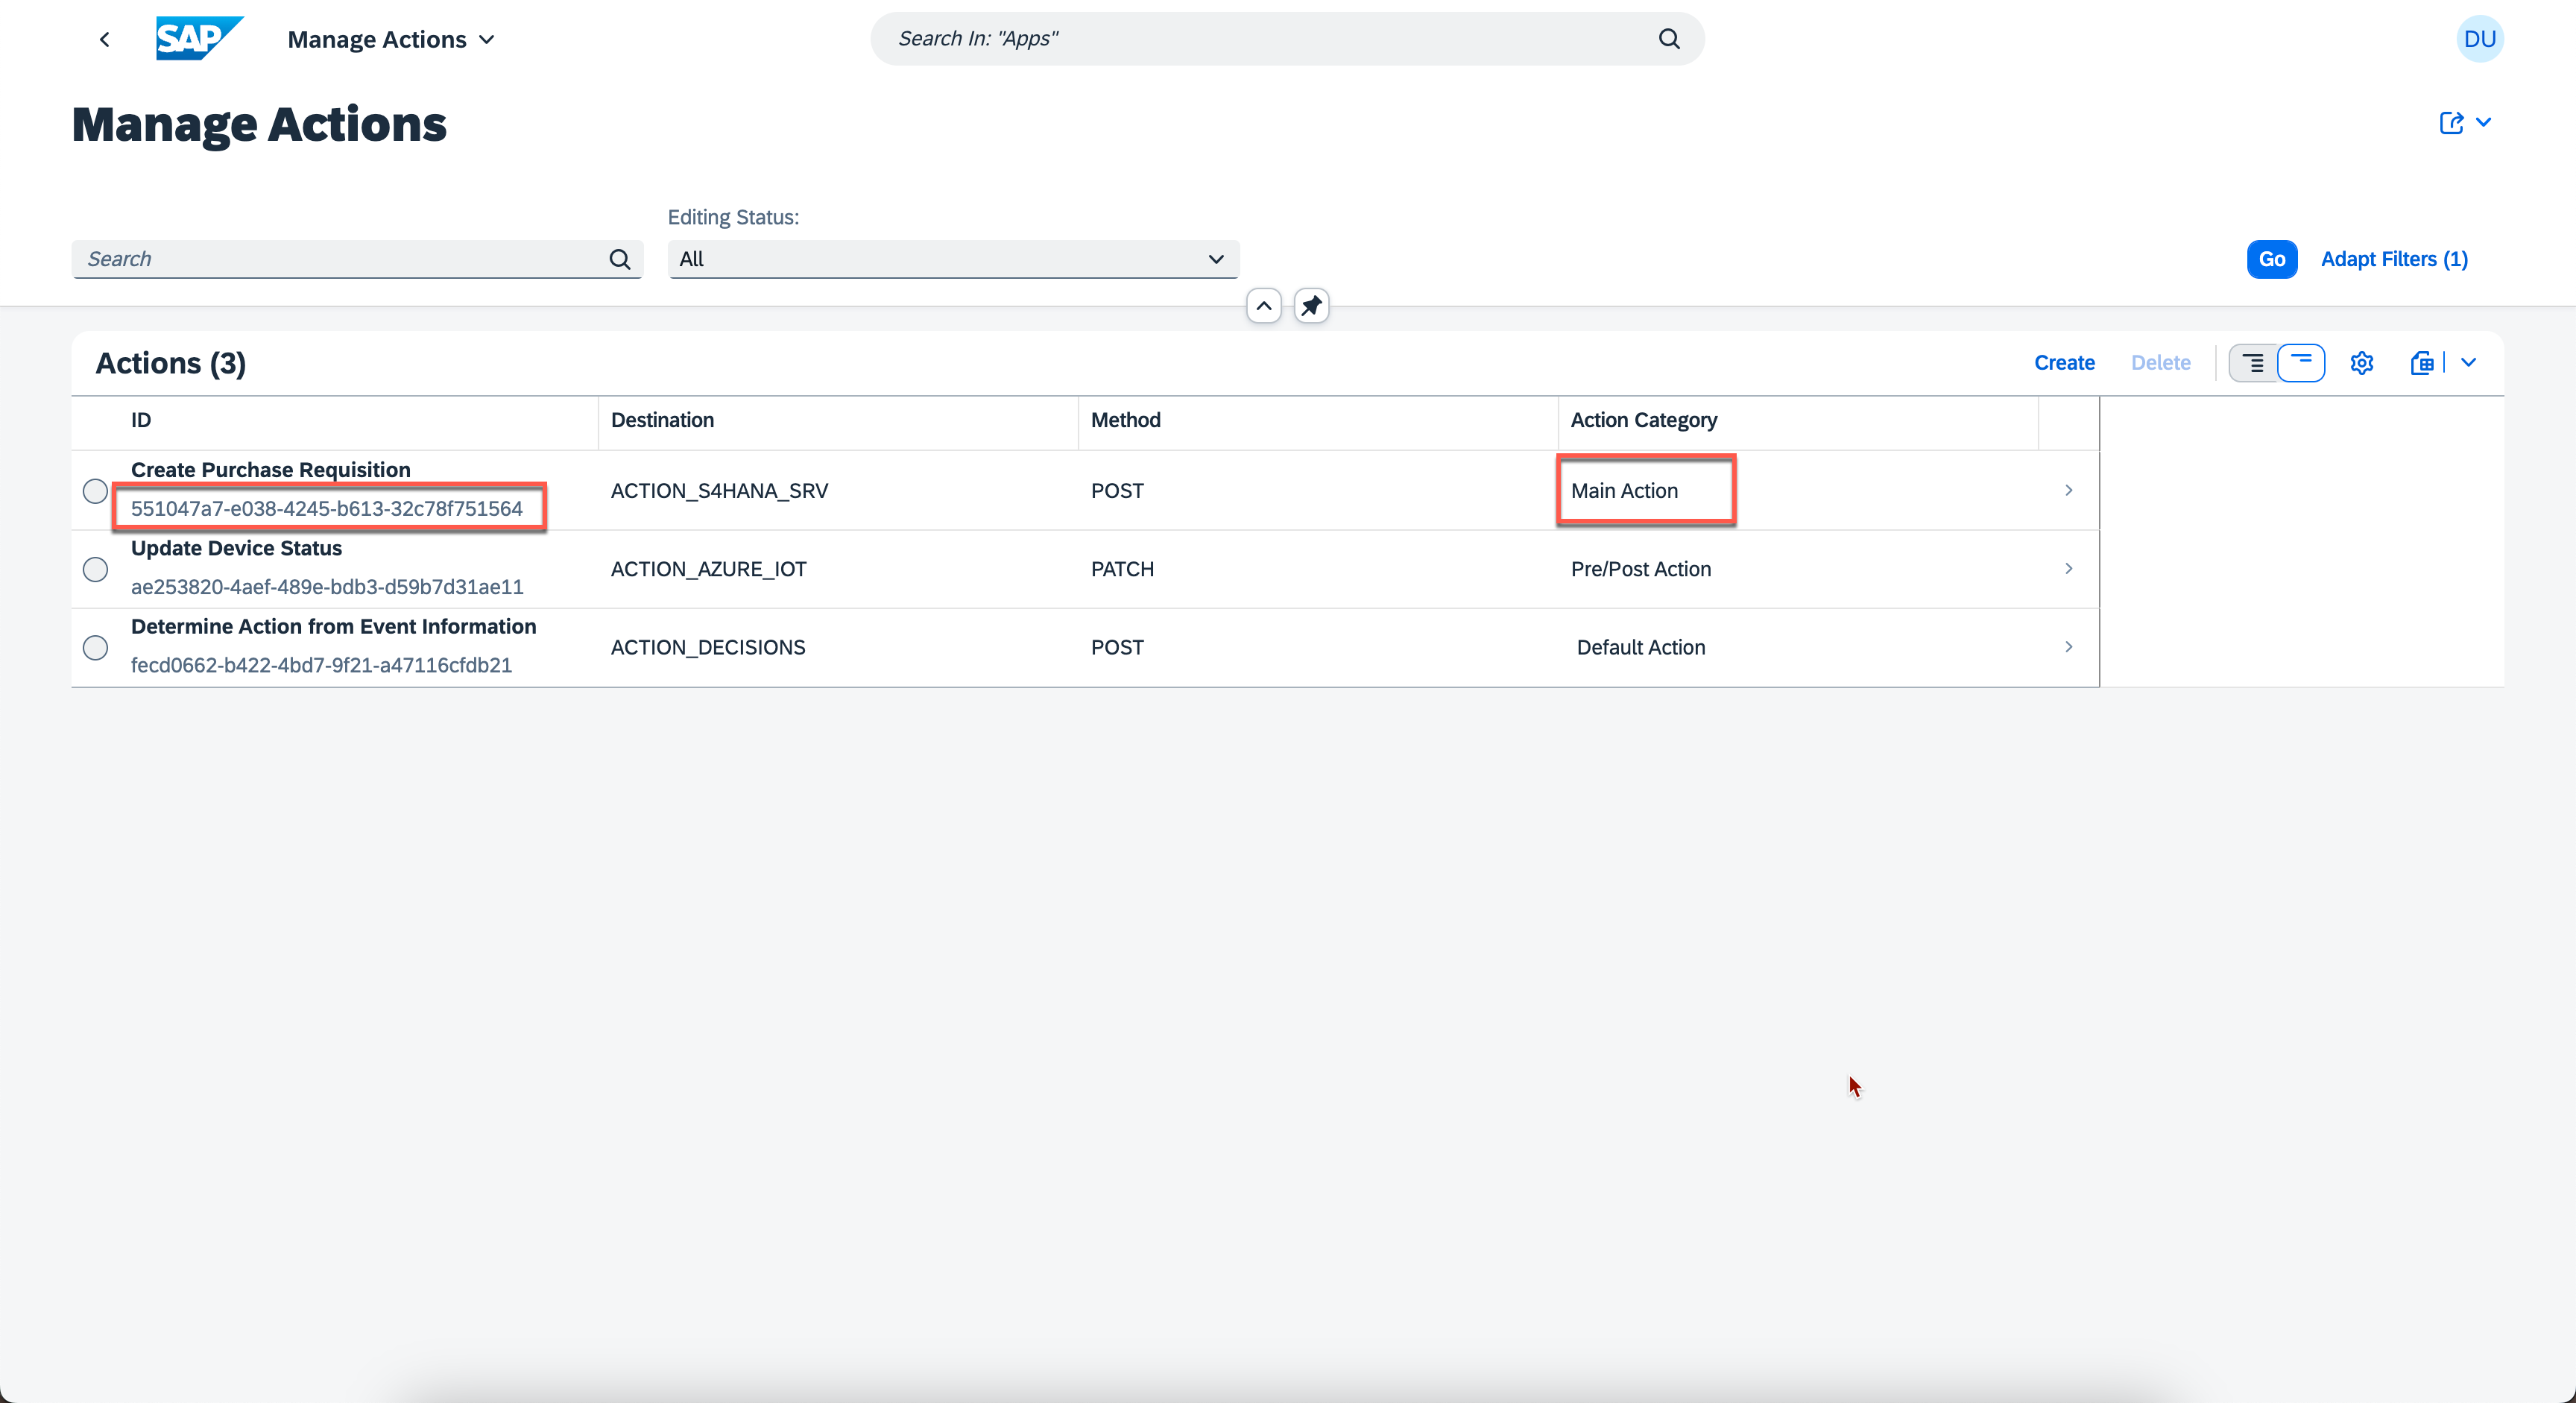 SAP Manage Actions
Search In: "Apps"
DU
Manage Actions
Editing Status:
Search
All
Go
Adapt Filters (1)
Actions (3)
Create
Delete
ID
Destination
Method
Action Category
Create Purchase Requisition
551047a7-e038-4245-b613-32c78f751564
ACTION_S4HANA_SRV
POST
Main Action
Update Device Status
ae253820-4aef-489e-bdb3-d59b7d31ae11
ACTION_AZURE_IOT
PATCH
Pre/Post Action
Determine Action from Event Information
fecd0662-b422-4bd7-9f21-a47116cfdb21
ACTION_DECISIONS
POST
Default Action